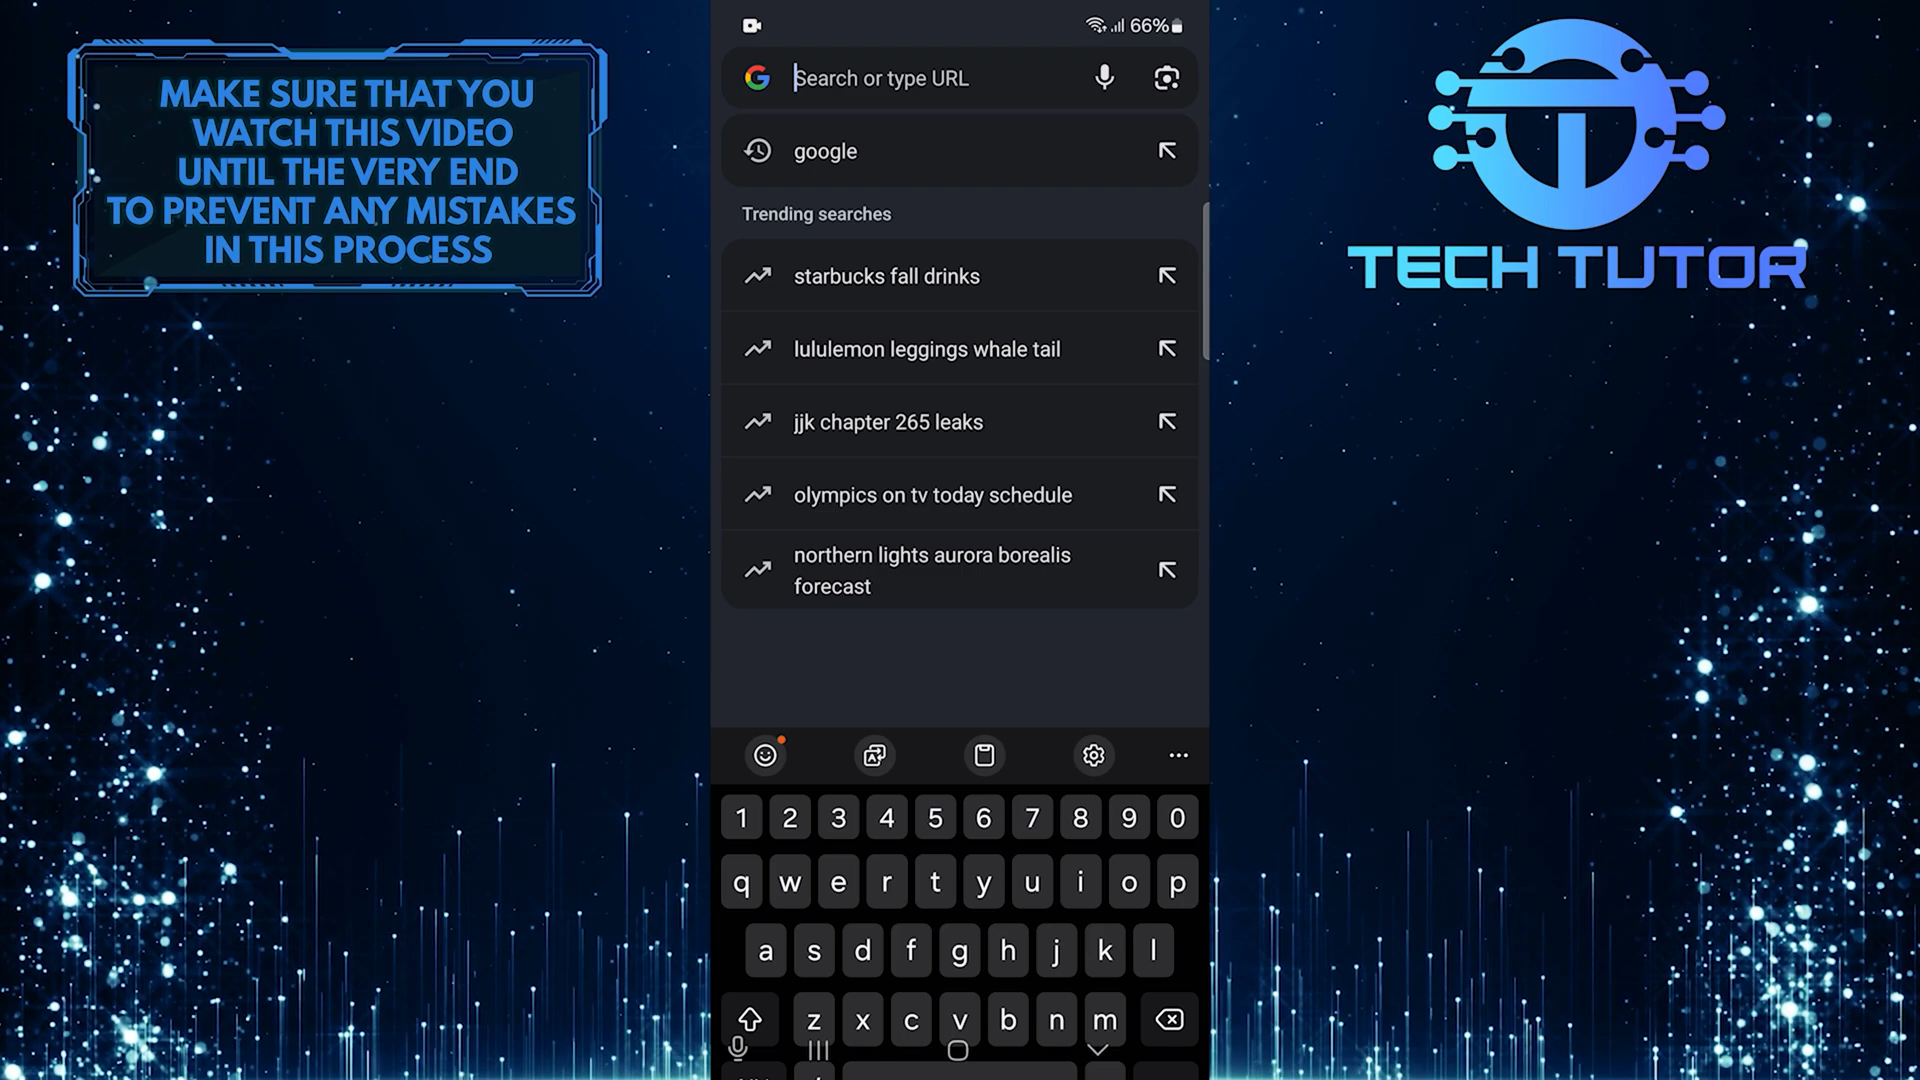 MAKE SURE THAT YOU
WATCH THIS VIDEO
UNTIL THE VERY END
TO PREVENT ANY MISTAKES
IN THIS PROCESS
66%
Search or type URL
google
Trending searches
starbucks fall drinks
lululemon leggings whale tail
jjk chapter 265 leaks
olympics on tv today schedule
northern lights aurora borealis
forecast
1 2 3 4 5 6 7 8 9 0
q w e r t y u i o p
a s d f g h j k l
z x c v b n m
TECH TUTOR